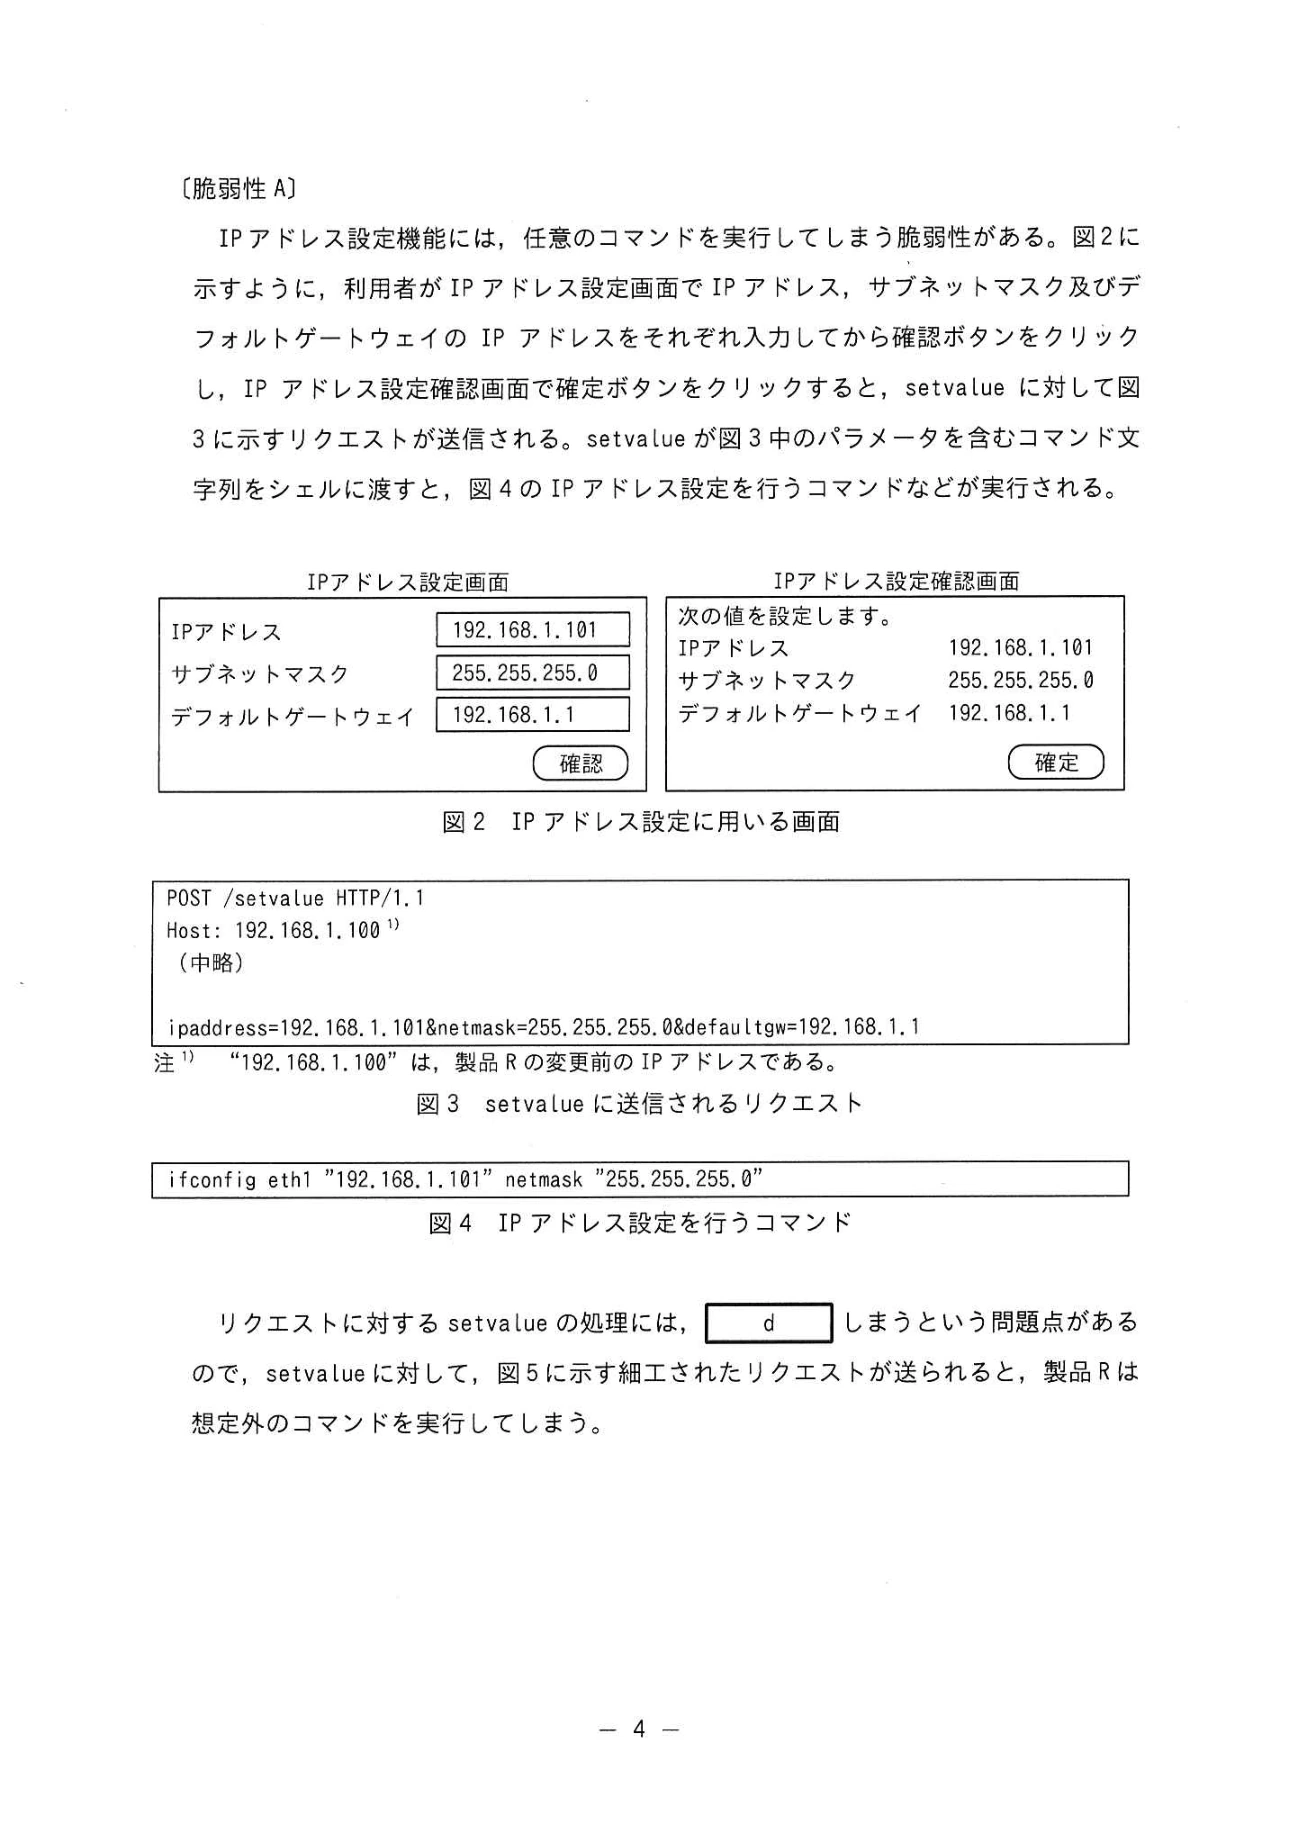 〔脆弱性 A〕
IP アドレス設定機能には，任意のコマンドを実行してしまう脆弱性がある。図2に
示すように，利用者が IP アドレス設定画面で IP アドレス，サブネットマスク及びデ
フォルトゲートウェイの IP アドレスをそれぞれ入力してから確認ボタンをクリック
し，IP アドレス設定確認画面で確定ボタンをクリックすると，setvalue に対して図
3に示すリクエストが送信される。setvalue が図3中のパラメータを含むコマンド文
字列をシェルに渡すと，図4の IP アドレス設定を行うコマンドなどが実行される。
IPアドレス設定画面
IPアドレス 192.168.1.101
サブネットマスク 255.255.255.0
デフォルトゲートウェイ 192.168.1.1
確認
IPアドレス設定確認画面
次の値を設定します。
IPアドレス 192.168.1.101
サブネットマスク 255.255.255.0
デフォルトゲートウェイ 192.168.1.1
確定
図2 IP アドレス設定に用いる画面
POST /setvalue HTTP/1.1
Host: 192.168.1.100 1)
（中略）
ipaddress=192.168.1.101&netmask=255.255.255.0&defaultgw=192.168.1.1
注 1) “192.168.1.100” は，製品 R の変更前の IP アドレスである。
図3 setvalue に送信されるリクエスト
ifconfig eth1 ”192.168.1.101” netmask ”255.255.255.0”
図4 IP アドレス設定を行うコマンド
リクエストに対する setvalue の処理には， d しまうという問題点がある
ので，setvalue に対して，図5に示す細工されたリクエストが送られると，製品 R は
想定外のコマンドを実行してしまう。
－ 4 －